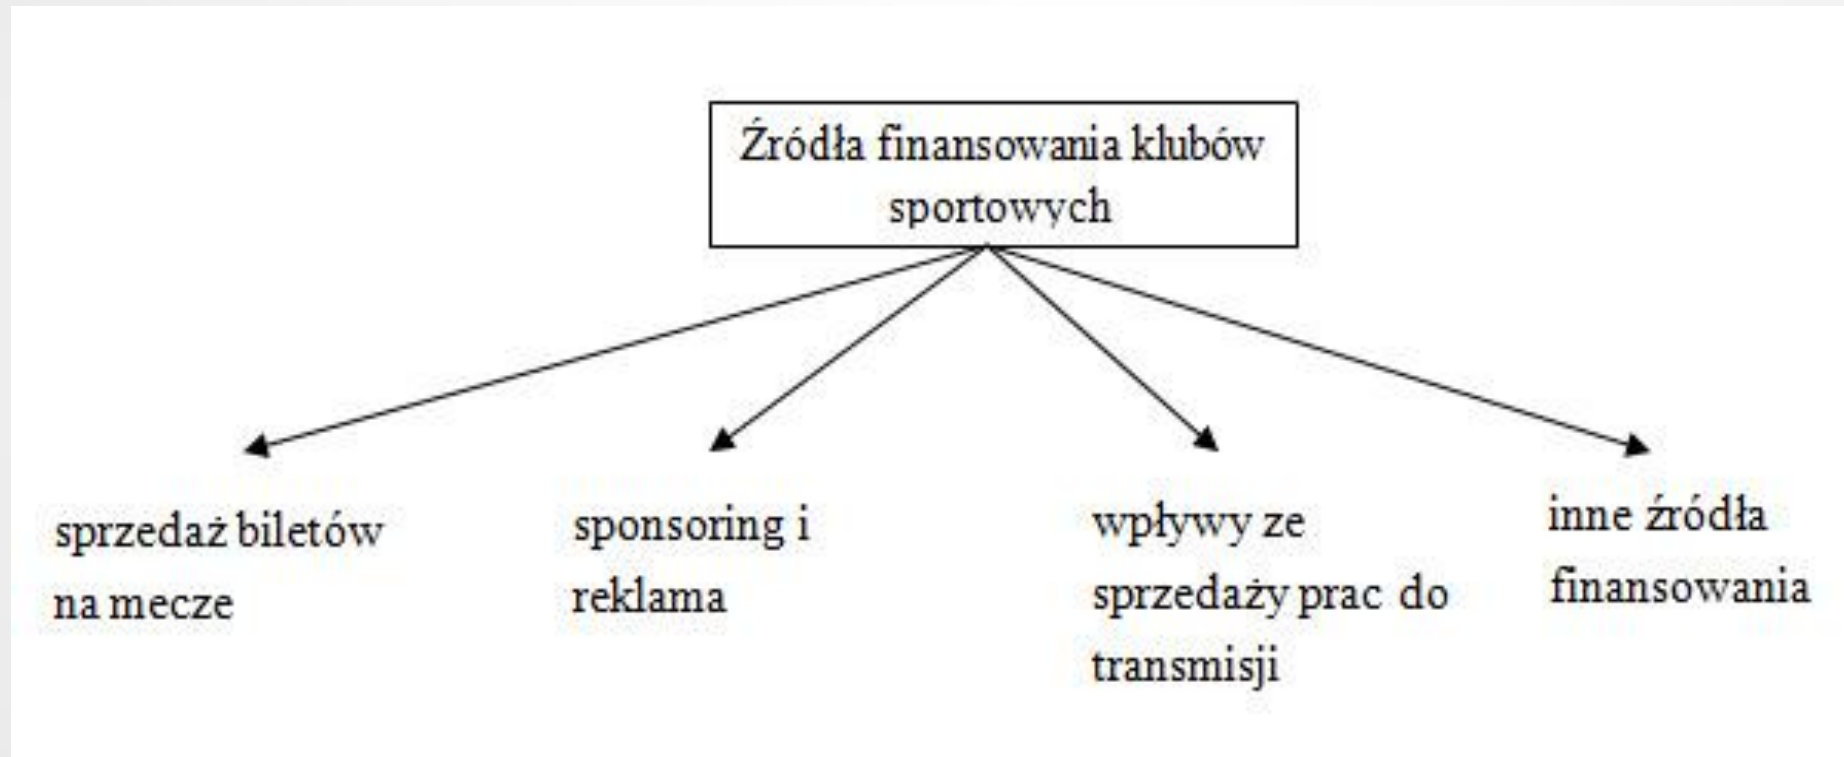 Źródła finansowania klubów
sportowych
sprzedaż biletów
na mecze
sponsoring i
reklama
wpływy ze
sprzedaży prac do
transmisji
inne źródła
finansowania